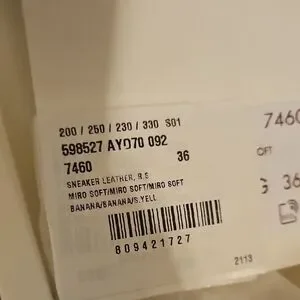 200 / 250 / 230 / 330 S01
598527 AYO70 092
7460 36
SNEAKER LEATHER, R.S
MIRO SOFT/MIRO SOFT/MIRO SOFT
BANANA/BANANA/S.YELL
809421727
2113
7460
OFT
36